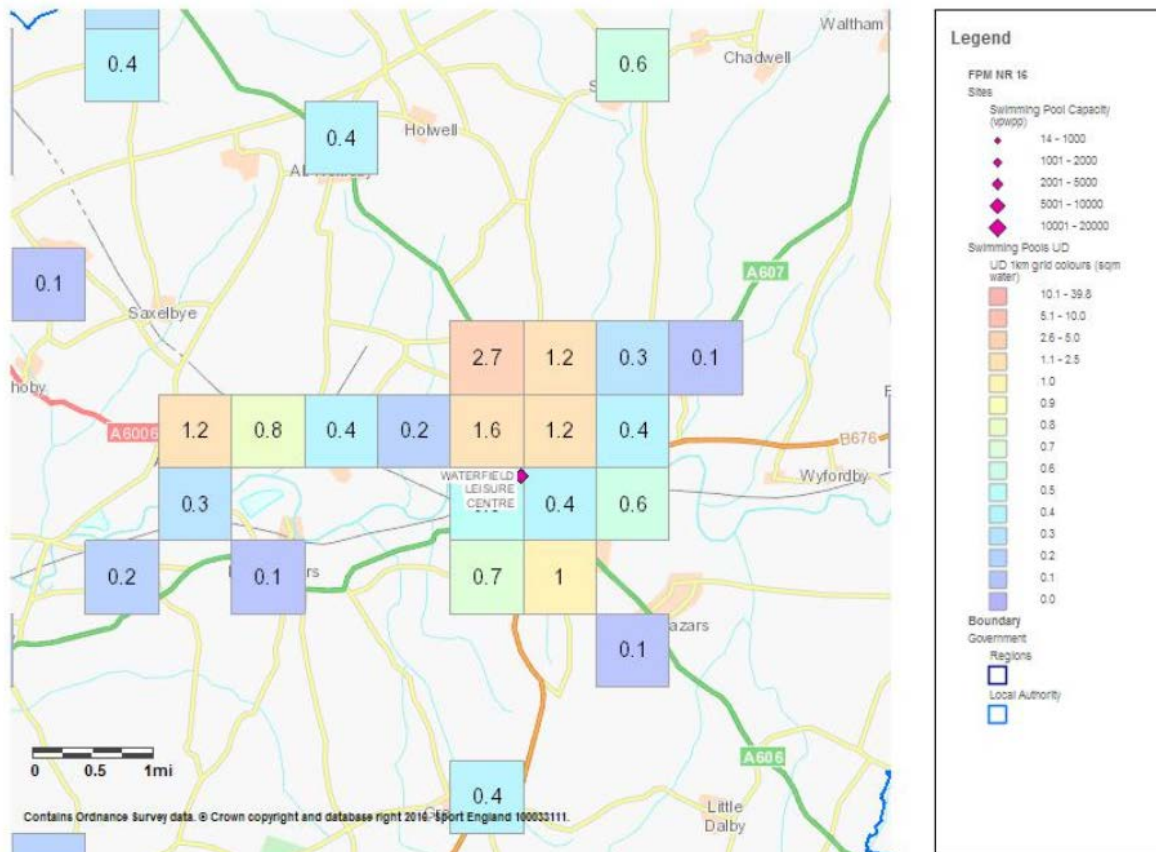 Waltham
0.4
0.6
Chadwell
0.4
Holwell
0.1
A607
Saxelbye
2.7
1.2
0.3
0.1
hoby
A6006
1.2
0.8
0.4
0.2
1.6
1.2
0.4
B676
WATERFIELD
LEISURE
CENTRE
0.3
0.4
0.6
Wyfordby
0.2
0.1
rs
0.7
1
azars
0.1
A606
0.4
Little
Dalby
0 0.5 1mi
Contains Ordnance Survey data. © Crown copyright and database right 2016. Sport England 100033111.
Legend
FPM NR 16
Sites
Swimming Pool Capacity
(vpwpp)
14 - 1000
1001 - 2000
2001 - 5000
5001 - 10000
10001 - 20000
Swimming Pools UD
UD 1km grid colours (sqm
water)
10.1 - 39.8
5.1 - 10.0
2.6 - 5.0
1.1 - 2.5
1.0
0.9
0.8
0.7
0.6
0.5
0.4
0.3
0.2
0.1
0.0
Boundary
Government
Regions
Local Authority